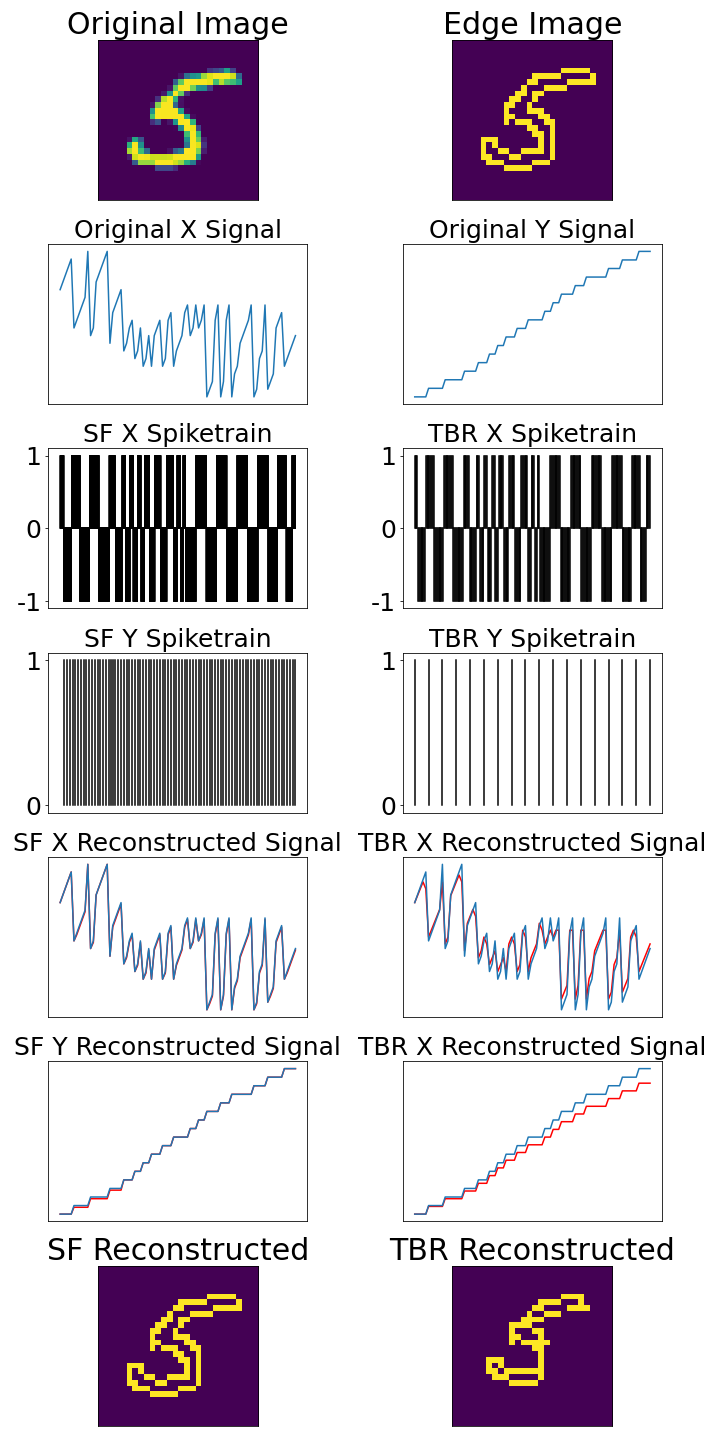 Original Image
Edge Image
Original X Signal
Original Y Signal
SF X Spiketrain
TBR X Spiketrain
1
0
-1
1
0
-1
SF Y Spiketrain
TBR Y Spiketrain
1
0
1
0
SF X Reconstructed Signal
TBR X Reconstructed Signal
SF Y Reconstructed Signal
TBR X Reconstructed Signal
SF Reconstructed
TBR Reconstructed